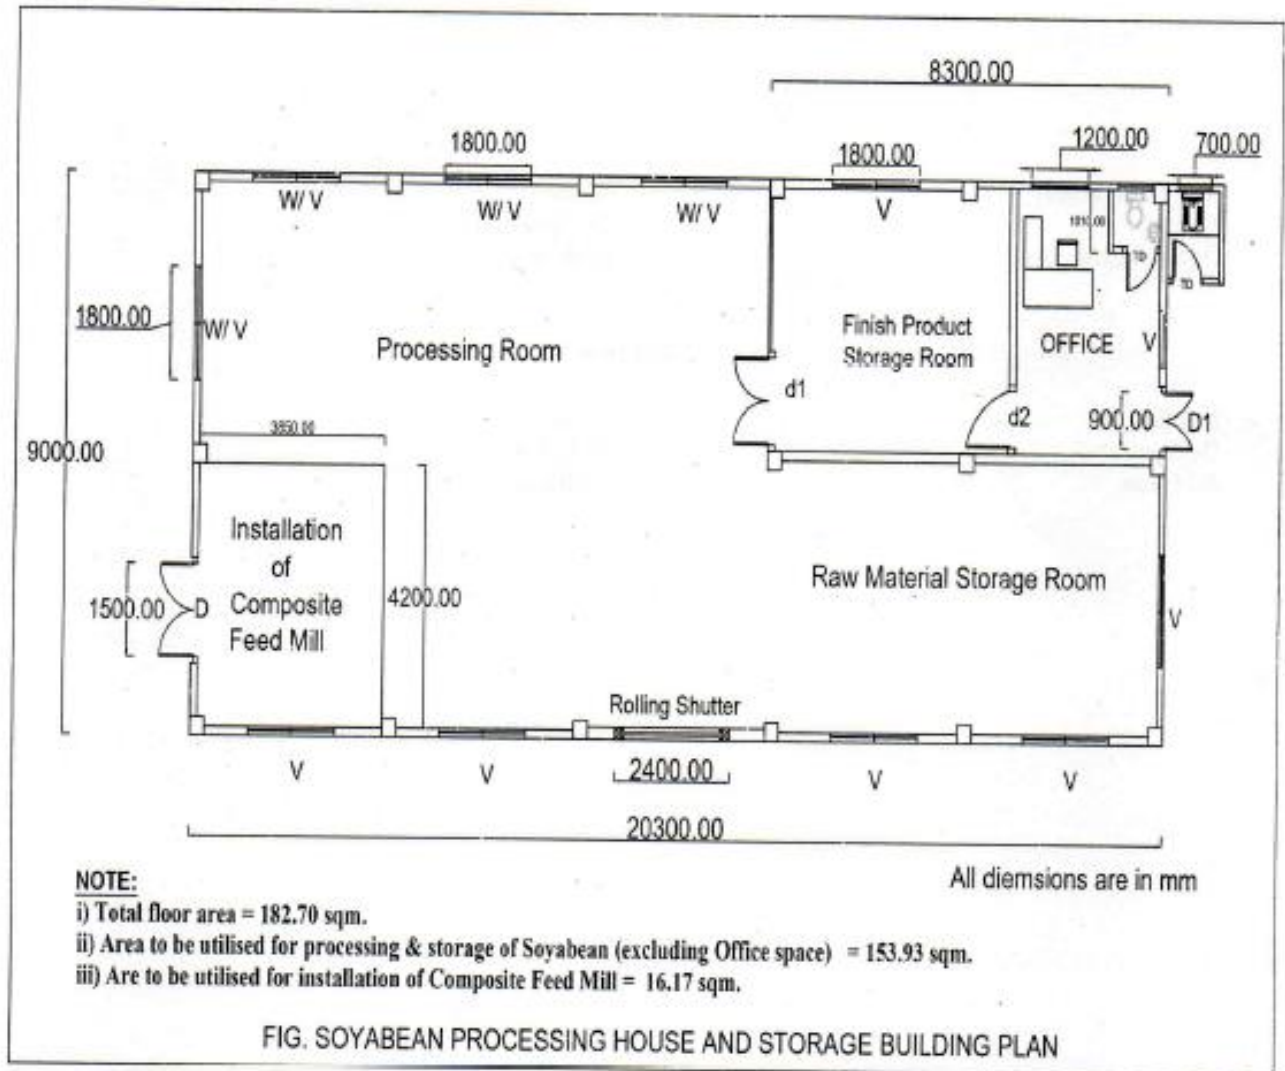 8300.00
1800.00
1800.00
1200.00
700.00
W/ V
W/ V
W/ V
V
1010.00
TD
TD
1800.00
W/ V
Processing Room
Finish Product
Storage Room
OFFICE
V
d1
d2
900.00
D1
3850.00
9000.00
Installation
of
Composite
Feed Mill
1500.00
D
4200.00
Raw Material Storage Room
V
Rolling Shutter
V
V
2400.00
V
V
20300.00
All diemsions are in mm
NOTE:
i) Total floor area = 182.70 sqm.
ii) Area to be utilised for processing & storage of Soyabean (excluding Office space) = 153.93 sqm.
iii) Are to be utilised for installation of Composite Feed Mill = 16.17 sqm.
FIG. SOYABEAN PROCESSING HOUSE AND STORAGE BUILDING PLAN